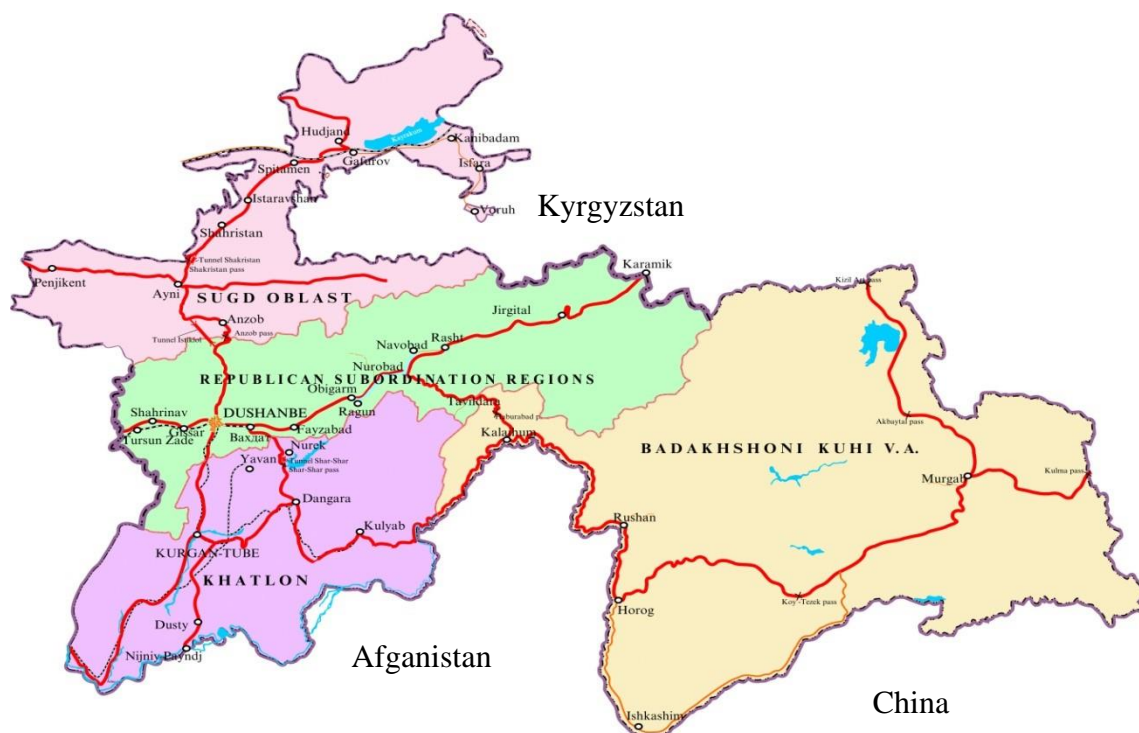 Hudjand
Kayrakum
Kanibadam
Gafurov
Spitamen
Isfara
Istaravshan
Voruh
Kyrgyzstan
Shahristan
Tunnel Shakristan
Shakristan pass
Penjikent
Karamik
Ayni
Kizil Art pass
SUGD OBLAST
Anzob
Jirgital
Anzob pass
Tunnel Istiklol
Navobad
Rasht
Nurobad
REPUBLICAN SUBORDINATION REGIONS
Obigarm
Ragun
Tavildara
Shahrinav
DUSHANBE
Gissar
Tursun Zade
Вахдат
Fayzabad
Haburabad p.
Kalaihum
Akbaytal pass
Nurek
BADAKHSHONI KUHI V.A.
Yavan
Tunnel Shar-Shar
Shar-Shar pass
Murgab
Kulma pass
Dangara
Kulyab
Rushan
KURGAN-TUBE
KHATLON
Horog
Koy'-Tezek pass
Dusty
Nijniy Payndj
Afganistan
China
Ishkashim